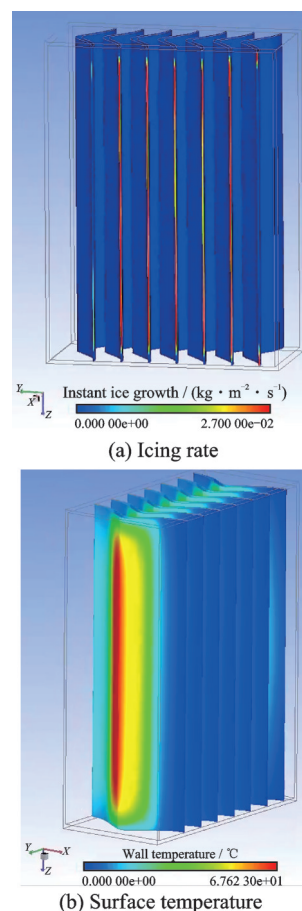 Y
X
Z
Instant ice growth / (kg · m⁻² · s⁻¹)
0.000 00e+00 2.700 00e−02
(a) Icing rate
Y X
Z
Wall temperature / ℃
0.000 00e+00 6.762 30e+01
(b) Surface temperature